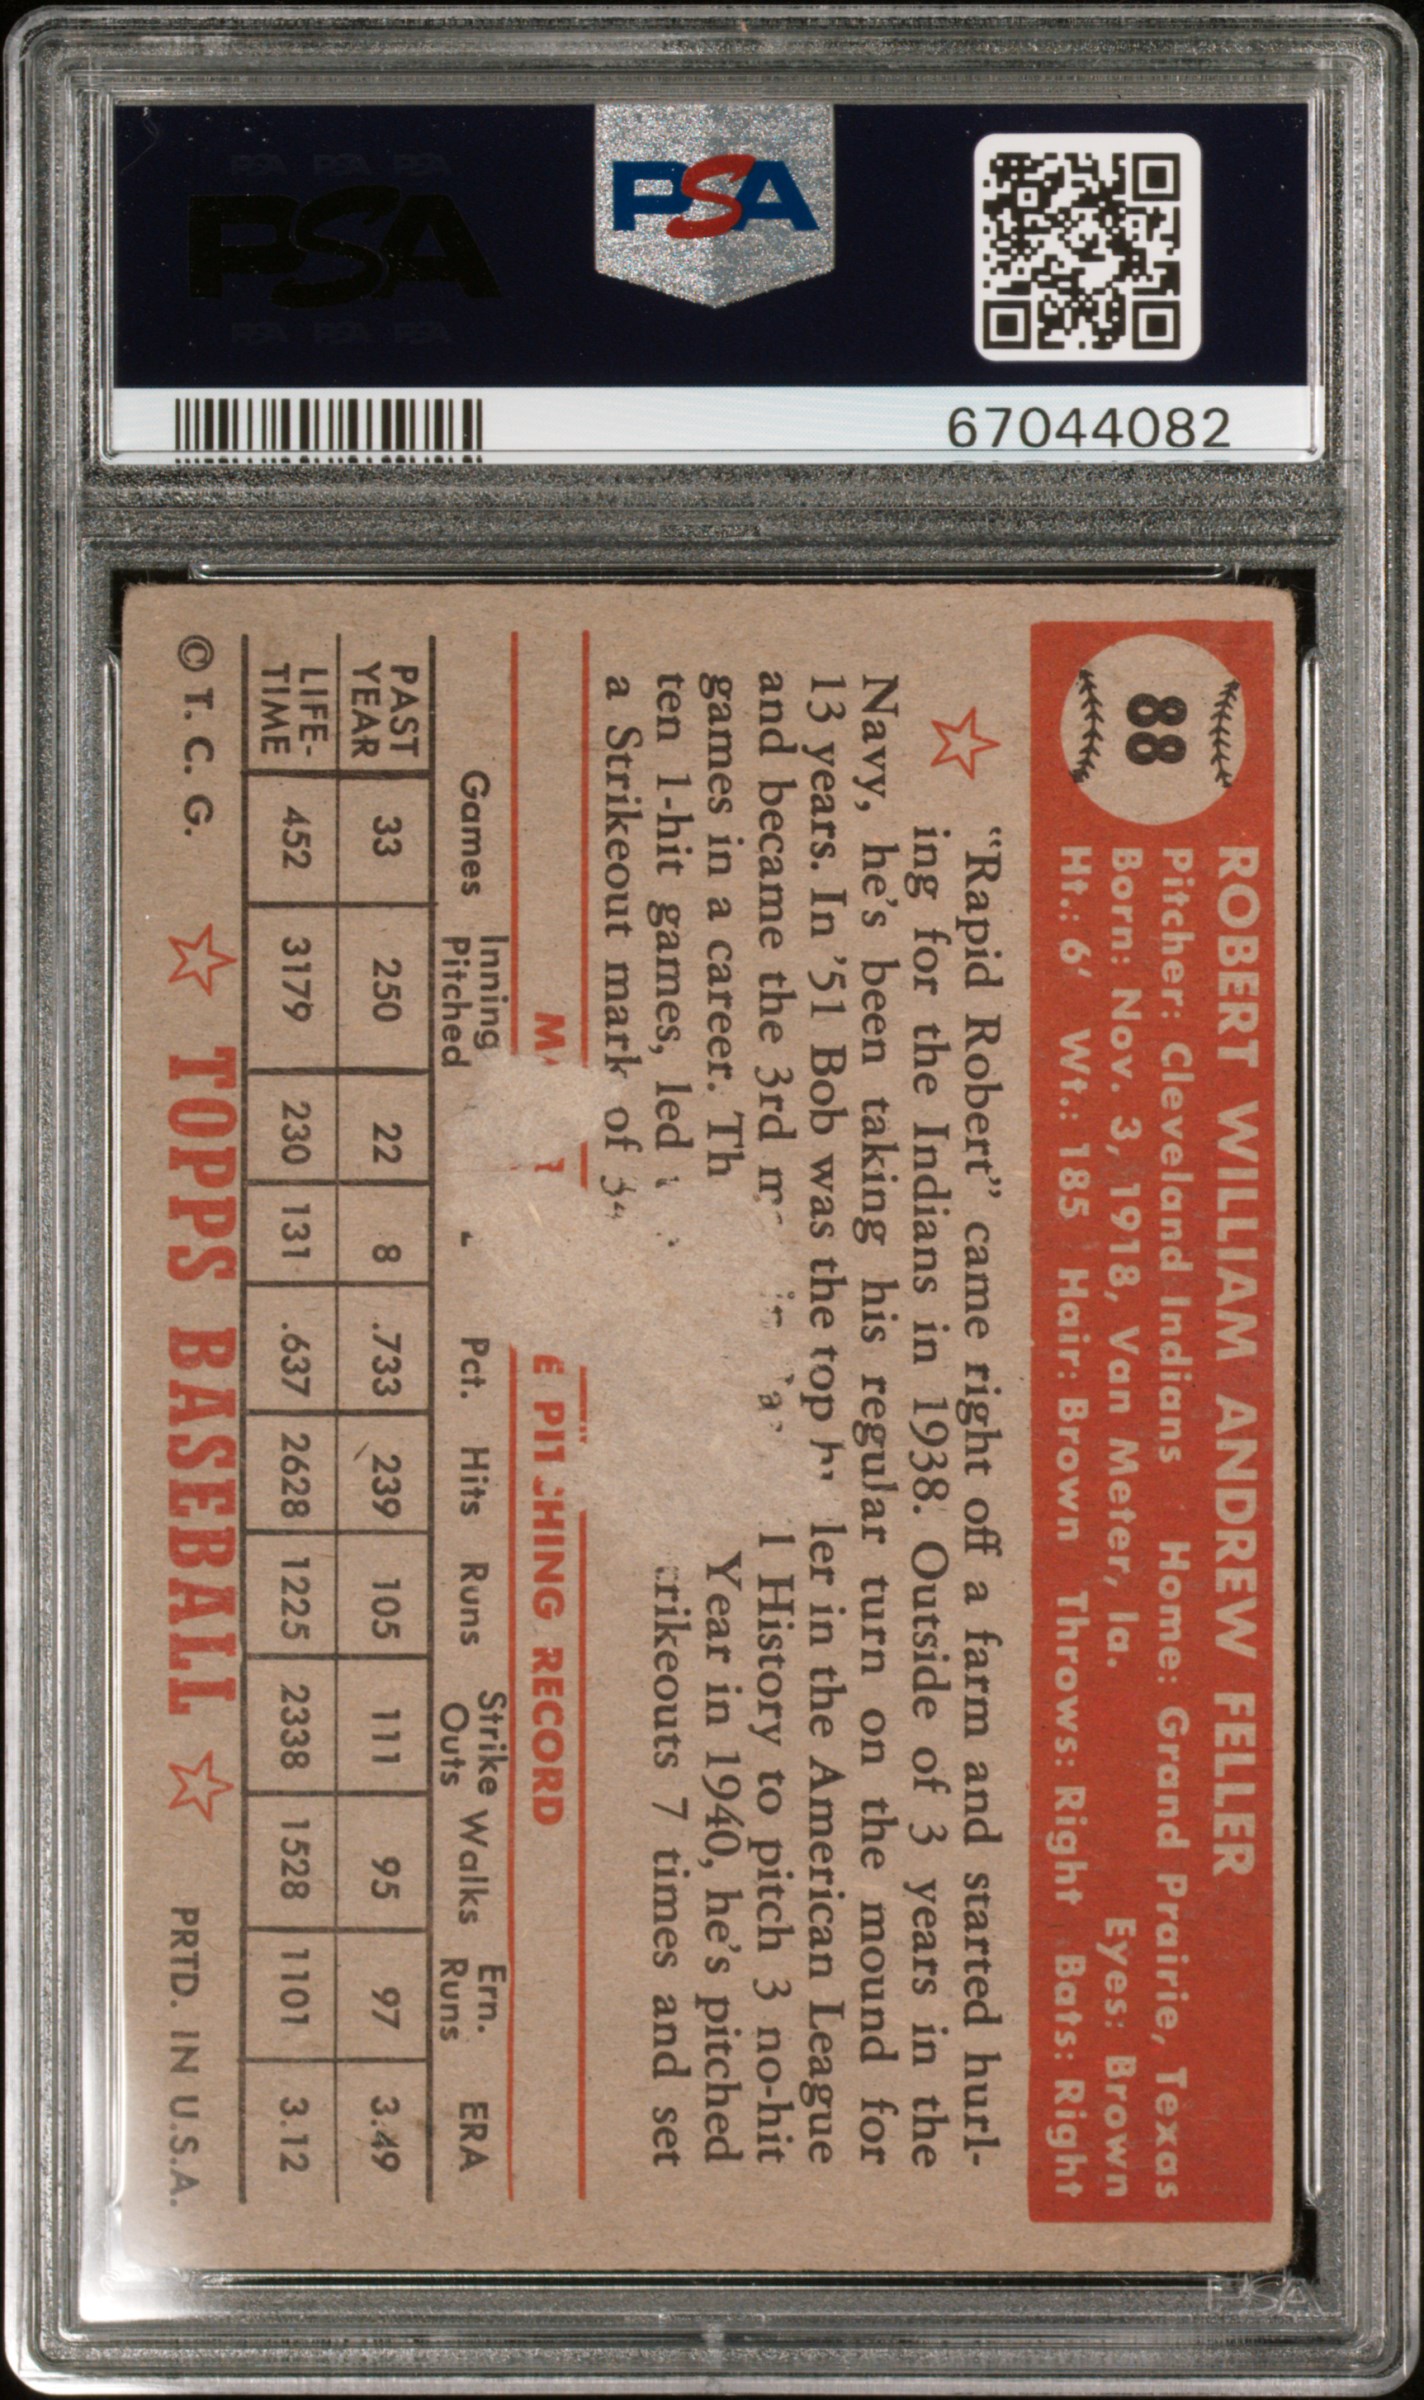 PSA
67044082
88
ROBERT WILLIAM ANDREW FELLER
Pitcher: Cleveland Indians Home: Grand Prairie, Texas
Born: Nov. 3, 1918, Van Meter, Ia. Eyes: Brown
Ht.: 6' Wt.: 185 Hair: Brown Throws: Right Bats: Right
"Rapid Robert" came right off a farm and started hurl-
ing for the Indians in 1938. Outside of 3 years in the
Navy, he's been taking his regular turn on the mound for
13 years. In '51 Bob was the top ler in the American League
and became the 3rd 1 History to pitch 3 no-hit
games in a career. Th Year in 1940, he's pitched
ten 1-hit games, led rikeouts 7 times and set
a Strikeout mark of
E PITCHING RECORD
Games Inning Pitched Pct. Hits Runs Strike Outs Walks Ern. Runs ERA
PAST YEAR 33 250 22 8 .733 239 105 111 95 97 3.49
LIFE-TIME 452 3179 230 131 .637 2628 1225 2338 1528 1101 3.12
© T. C. G. TOPPS BASEBALL PRTD. IN U.S.A.
PSA